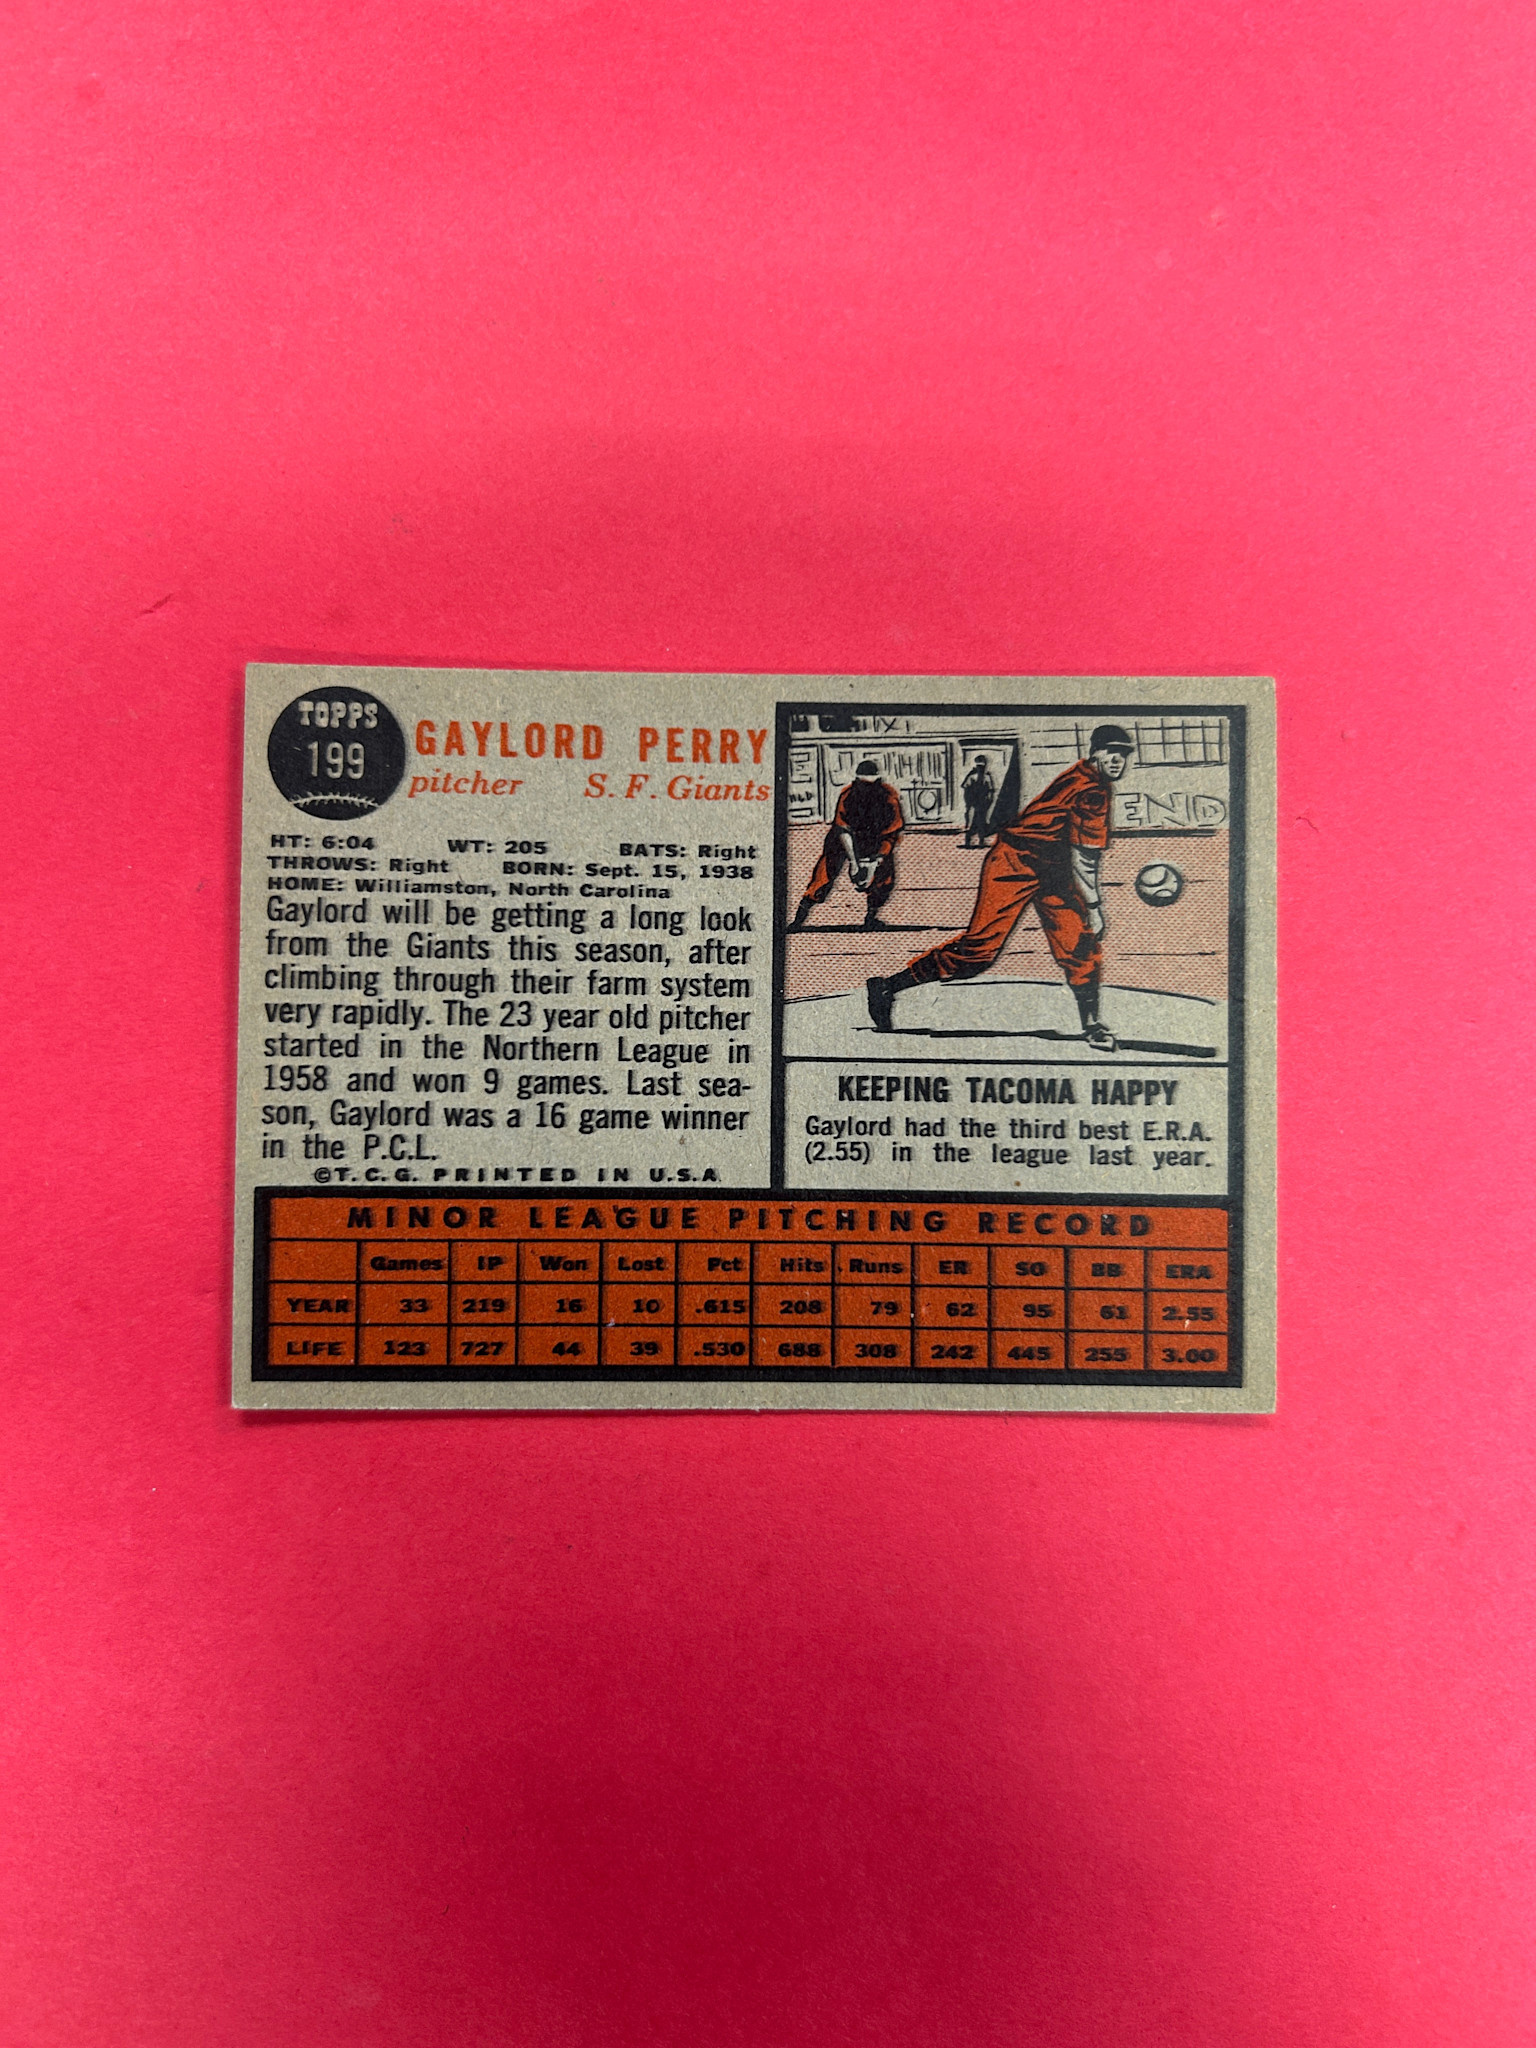 TOPPS
199
GAYLORD PERRY
pitcher S. F. Giants
HT: 6:04 WT: 205 BATS: Right
THROWS: Right BORN: Sept. 15, 1938
HOME: Williamston, North Carolina
Gaylord will be getting a long look
from the Giants this season, after
climbing through their farm system
very rapidly. The 23 year old pitcher
started in the Northern League in
1958 and won 9 games. Last sea-
son, Gaylord was a 16 game winner
in the P.C.L.
©T.C.G. PRINTED IN U.S.A
END
KEEPING TACOMA HAPPY
Gaylord had the third best E.R.A.
(2.55) in the league last year.
MINOR LEAGUE PITCHING RECORD
Games IP Won Lost Pct Hits Runs ER SO BB ERA
YEAR 33 219 16 10 .615 208 79 62 95 61 2.55
LIFE 123 727 44 39 .530 688 308 242 445 255 3.00